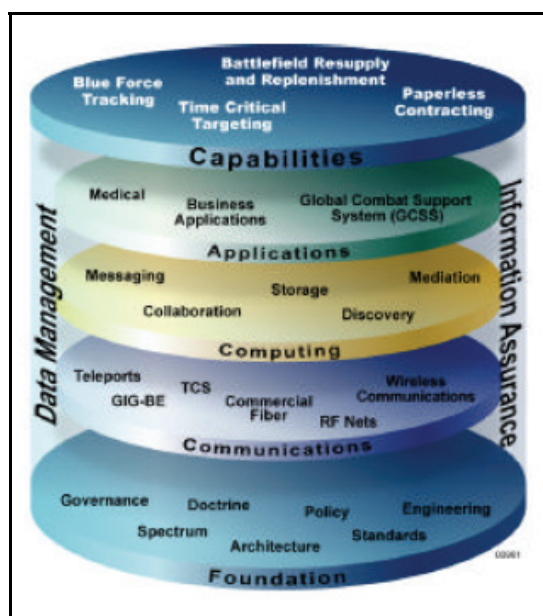 Battlefield Resupply
and Replenishment
Blue Force
Tracking
Time Critical
Targeting
Paperless
Contracting
Capabilities
Medical
Business
Applications
Global Combat Support
System (GCSS)
Applications
Messaging
Storage
Mediation
Collaboration
Discovery
Computing
Teleports
TCS
Wireless
Communications
GIG-BE
Commercial
Fiber
RF Nets
Communications
Governance
Doctrine
Policy
Engineering
Spectrum
Architecture
Standards
Foundation
Data Management
Information Assurance